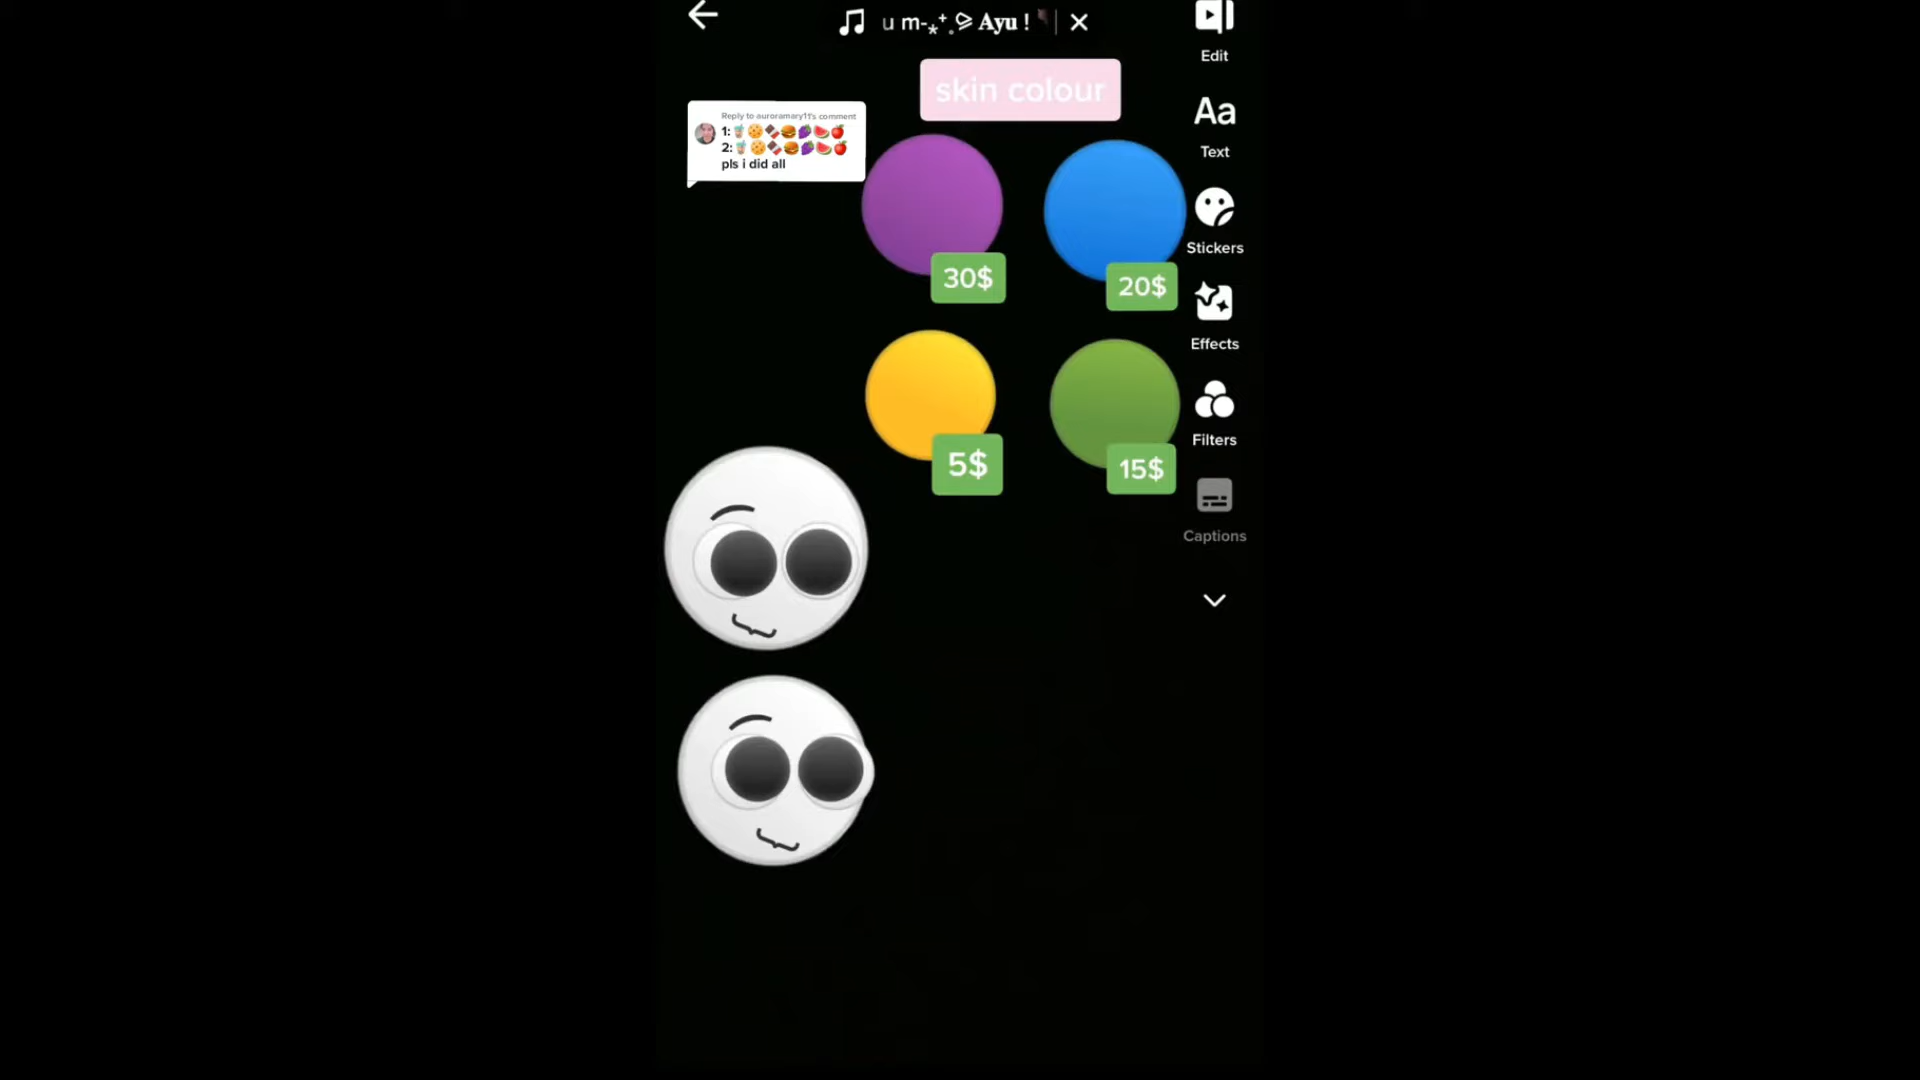 u m-⁎⁺˳⌲ 𝐀𝐲𝐮 !
Edit
skin colour
Aa
Text
Reply to auroramary11's comment
1:🧋🍪🍫🍔🍇🍉🍎
2:🧋🍪🍫🍔🍇🍉🍎
pls i did all
30$
20$
Stickers
Effects
5$
15$
Filters
Captions